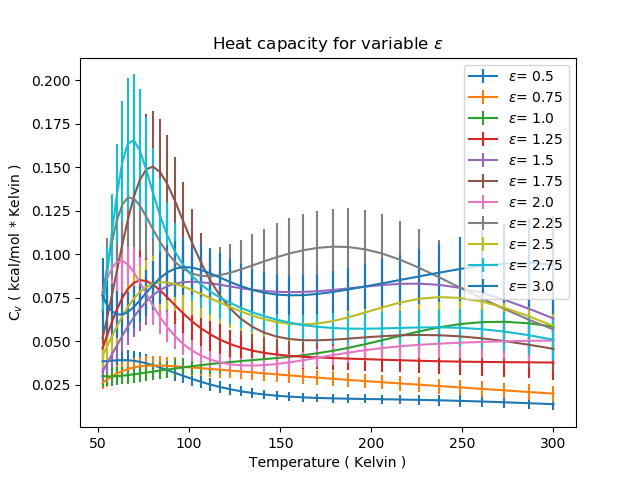 Heat capacity for variable ε
0.200
0.175
0.150
0.125
0.100
0.075
0.050
0.025
C_v ( kcal/mol * Kelvin )
ε= 0.5
ε= 0.75
ε= 1.0
ε= 1.25
ε= 1.5
ε= 1.75
ε= 2.0
ε= 2.25
ε= 2.5
ε= 2.75
ε= 3.0
50 100 150 200 250 300
Temperature ( Kelvin )